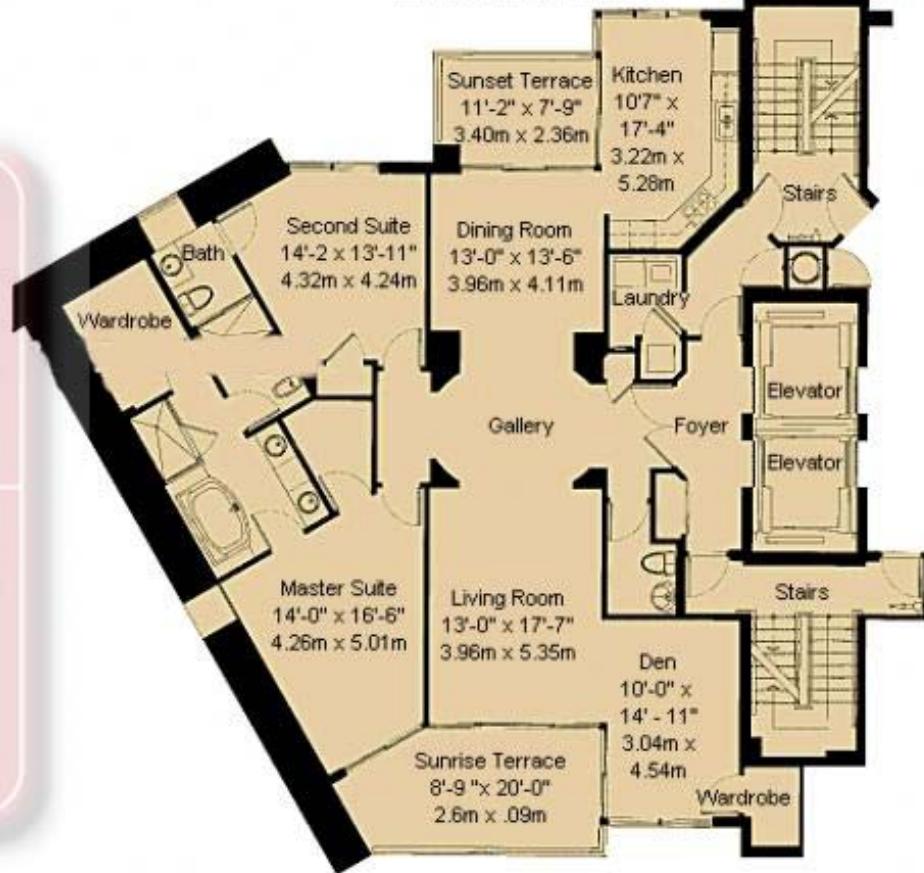 Sunset Terrace
11'-2" x 7'-9"
3.40m x 2.36m
Kitchen
10'7" x
17'-4"
3.22m x
5.28m
Stairs
Second Suite
14'-2 x 13'-11"
4.32m x 4.24m
Bath
Dining Room
13'-0" x 13'-6"
3.96m x 4.11m
Laundry
Wardrobe
Elevator
Gallery
Foyer
Elevator
Master Suite
14'-0" x 16'-6"
4.26m x 5.01m
Living Room
13'-0" x 17'-7"
3.96m x 5.35m
Stairs
Den
10'-0" x
14' - 11"
3.04m x
4.54m
Sunrise Terrace
8'-9 "x 20'-0"
2.6m x .09m
Wardrobe